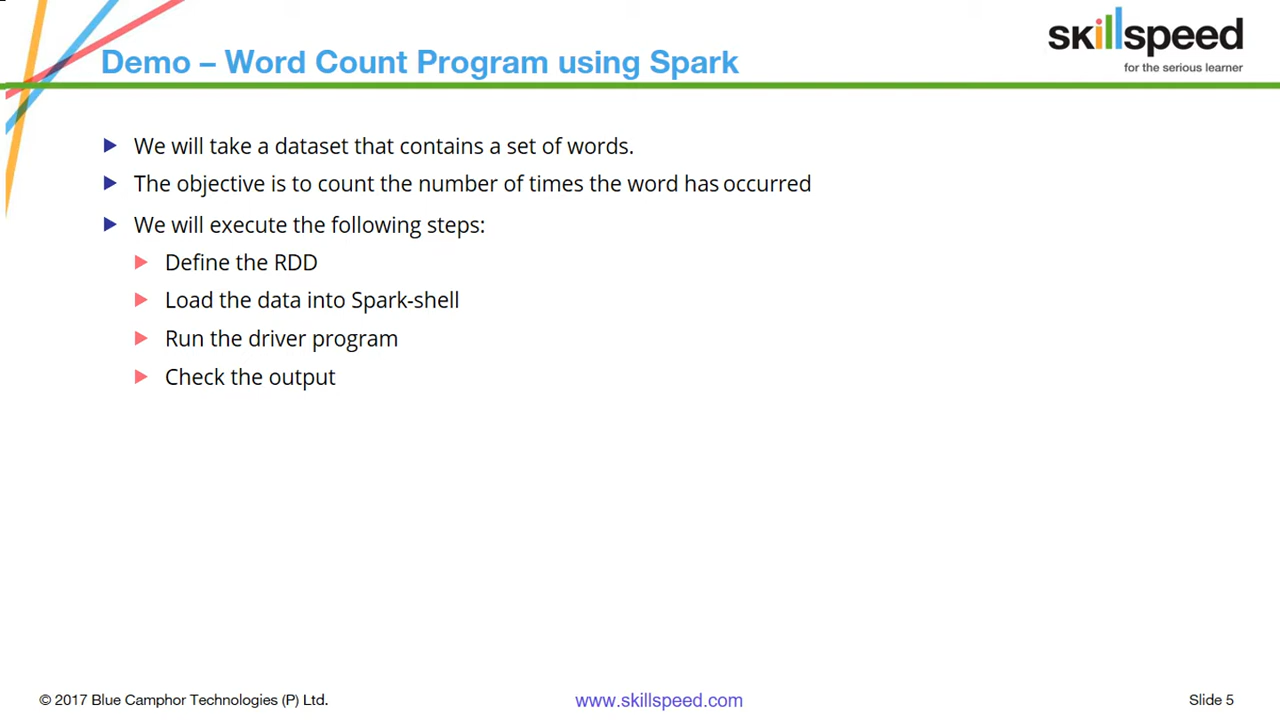 skillspeed
for the serious learner
Demo – Word Count Program using Spark
We will take a dataset that contains a set of words.
The objective is to count the number of times the word has occurred
We will execute the following steps:
Define the RDD
Load the data into Spark-shell
Run the driver program
Check the output
© 2017 Blue Camphor Technologies (P) Ltd.
www.skillspeed.com
Slide 5